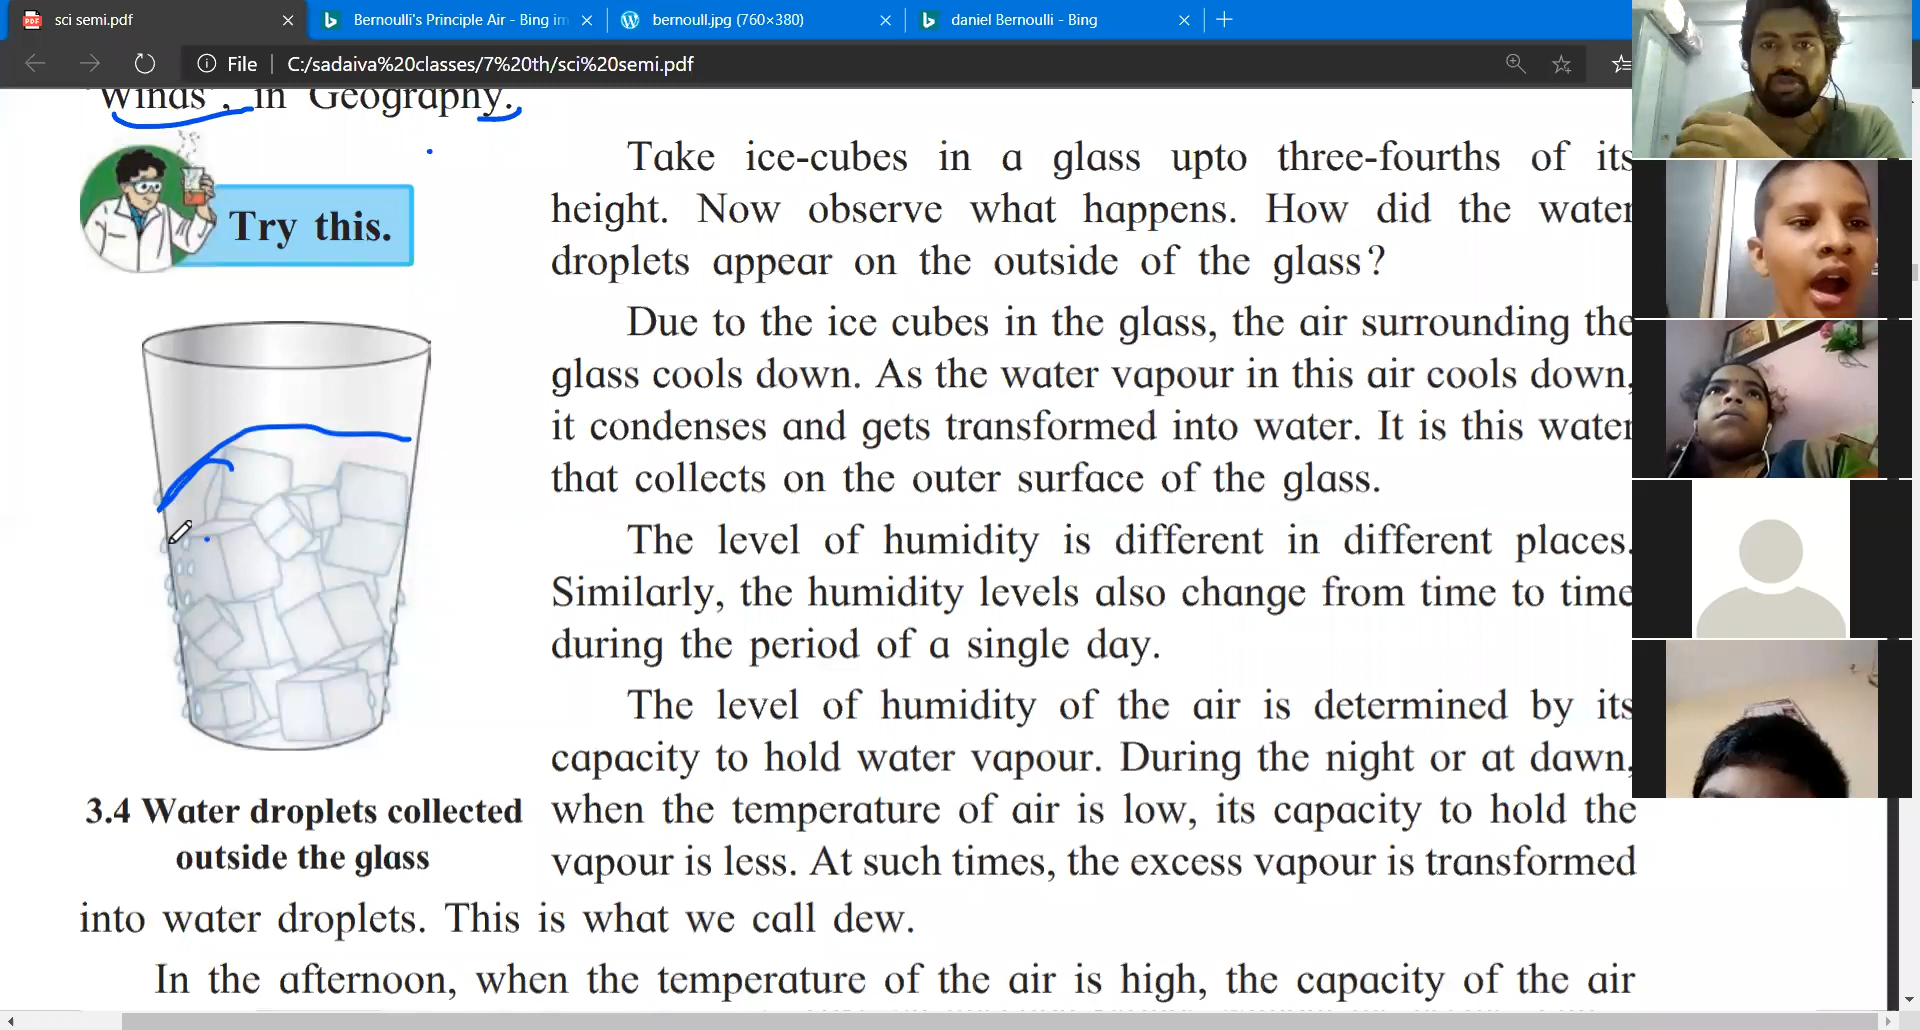 sci semi.pdf
Bernoulli's Principle Air - Bing im
bernoull.jpg (760×380)
daniel Bernoulli - Bing
File
C:/sadaiva%20classes/7%20th/sci%20semi.pdf
'Winds', in Geography.
Try this.
Take ice-cubes in a glass upto three-fourths of its
height. Now observe what happens. How did the water
droplets appear on the outside of the glass?
Due to the ice cubes in the glass, the air surrounding the
glass cools down. As the water vapour in this air cools down,
it condenses and gets transformed into water. It is this water
that collects on the outer surface of the glass.
The level of humidity is different in different places.
Similarly, the humidity levels also change from time to time
during the period of a single day.
The level of humidity of the air is determined by its
capacity to hold water vapour. During the night or at dawn,
when the temperature of air is low, its capacity to hold the
vapour is less. At such times, the excess vapour is transformed
into water droplets. This is what we call dew.
3.4 Water droplets collected
outside the glass
In the afternoon, when the temperature of the air is high, the capacity of the air